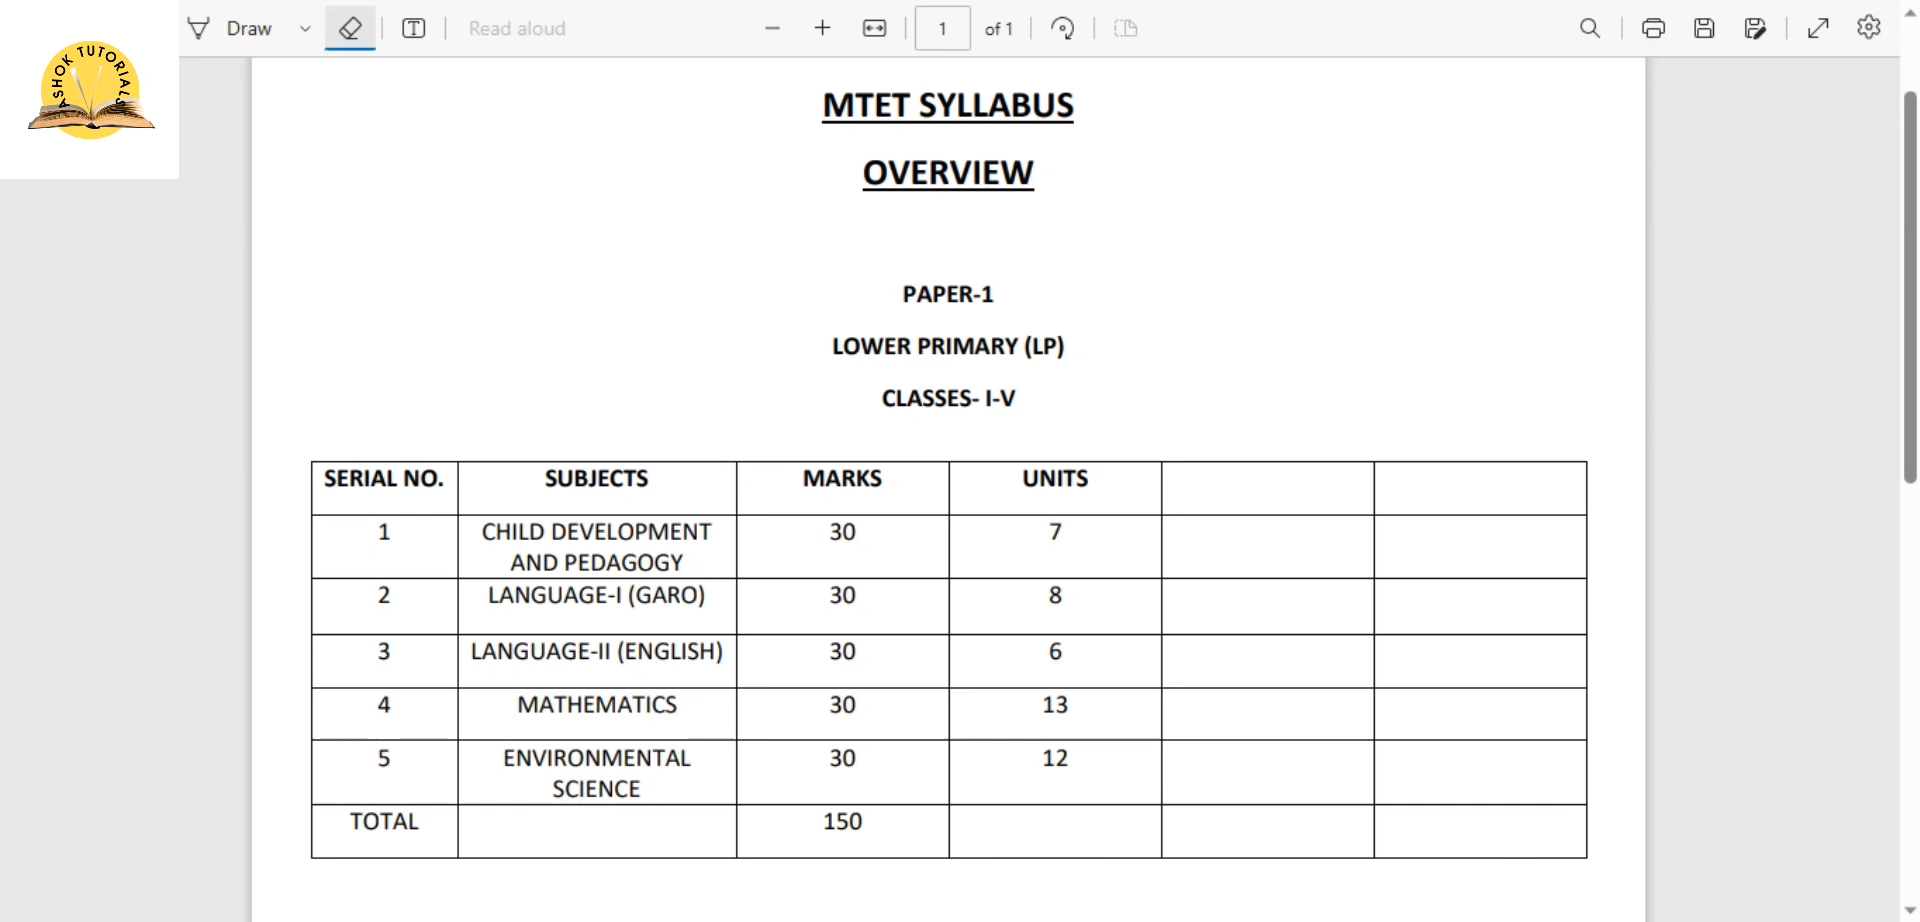 ASHOK TUTORIALS
Draw
Read aloud
1 of 1
MTET SYLLABUS
OVERVIEW
PAPER-1
LOWER PRIMARY (LP)
CLASSES- I-V
SERIAL NO. SUBJECTS MARKS UNITS
1 CHILD DEVELOPMENT AND PEDAGOGY 30 7
2 LANGUAGE-I (GARO) 30 8
3 LANGUAGE-II (ENGLISH) 30 6
4 MATHEMATICS 30 13
5 ENVIRONMENTAL SCIENCE 30 12
TOTAL 150